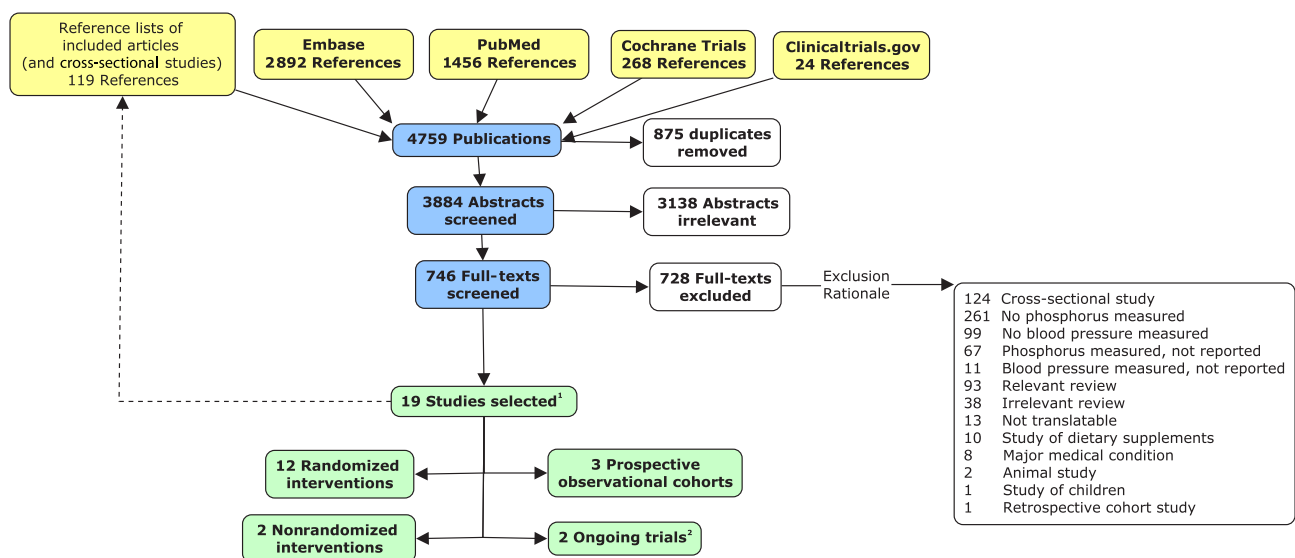 Reference lists of
included articles
(and cross-sectional studies)
119 References
Embase
2892 References
PubMed
1456 References
Cochrane Trials
268 References
Clinicaltrials.gov
24 References
4759 Publications
875 duplicates
removed
3884 Abstracts
screened
3138 Abstracts
irrelevant
746 Full-texts
screened
728 Full-texts
excluded
Exclusion
Rationale
124 Cross-sectional study
261 No phosphorus measured
99 No blood pressure measured
67 Phosphorus measured, not reported
11 Blood pressure measured, not reported
93 Relevant review
38 Irrelevant review
13 Not translatable
10 Study of dietary supplements
8 Major medical condition
2 Animal study
1 Study of children
1 Retrospective cohort study
19 Studies selected¹
12 Randomized
interventions
3 Prospective
observational cohorts
2 Nonrandomized
interventions
2 Ongoing trials²